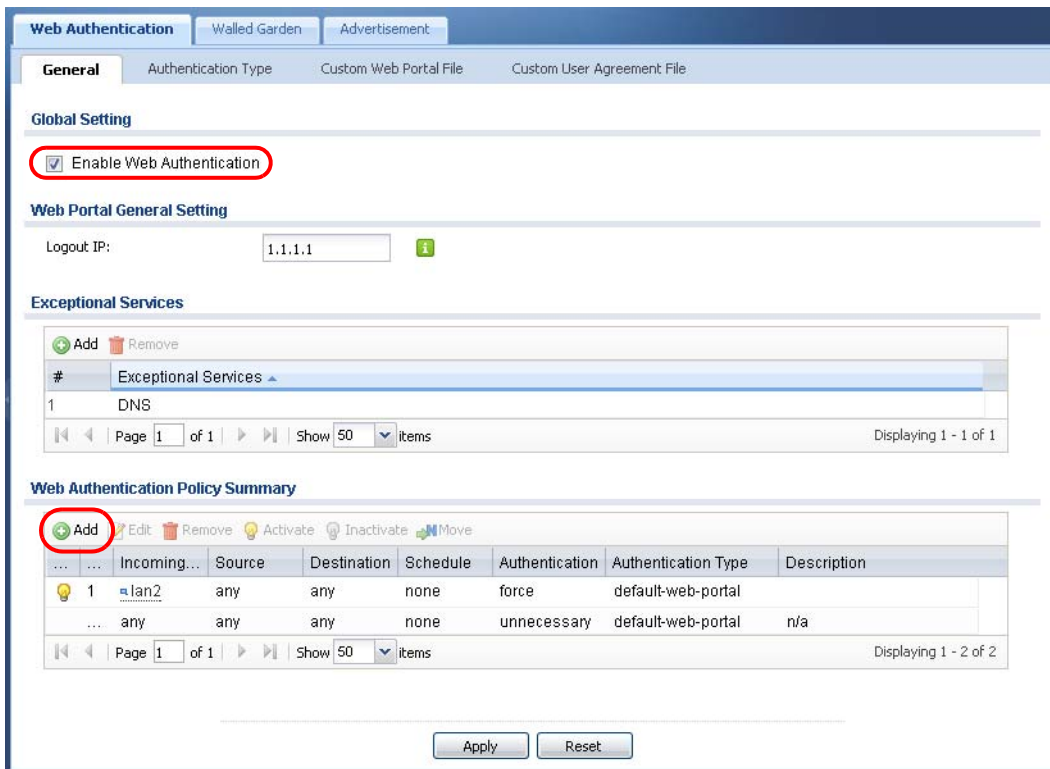 Web Authentication Walled Garden Advertisement
General Authentication Type Custom Web Portal File Custom User Agreement File
Global Setting
Enable Web Authentication
Web Portal General Setting
Logout IP: 1.1.1.1 i
Exceptional Services
Add Remove
# Exceptional Services
1 DNS
Page 1 of 1 Show 50 items Displaying 1 - 1 of 1
Web Authentication Policy Summary
Add Edit Remove Activate Inactivate Move
... ... Incoming... Source Destination Schedule Authentication Authentication Type Description
1 lan2 any any none force default-web-portal
... any any any none unnecessary default-web-portal n/a
Page 1 of 1 Show 50 items Displaying 1 - 2 of 2
Apply Reset